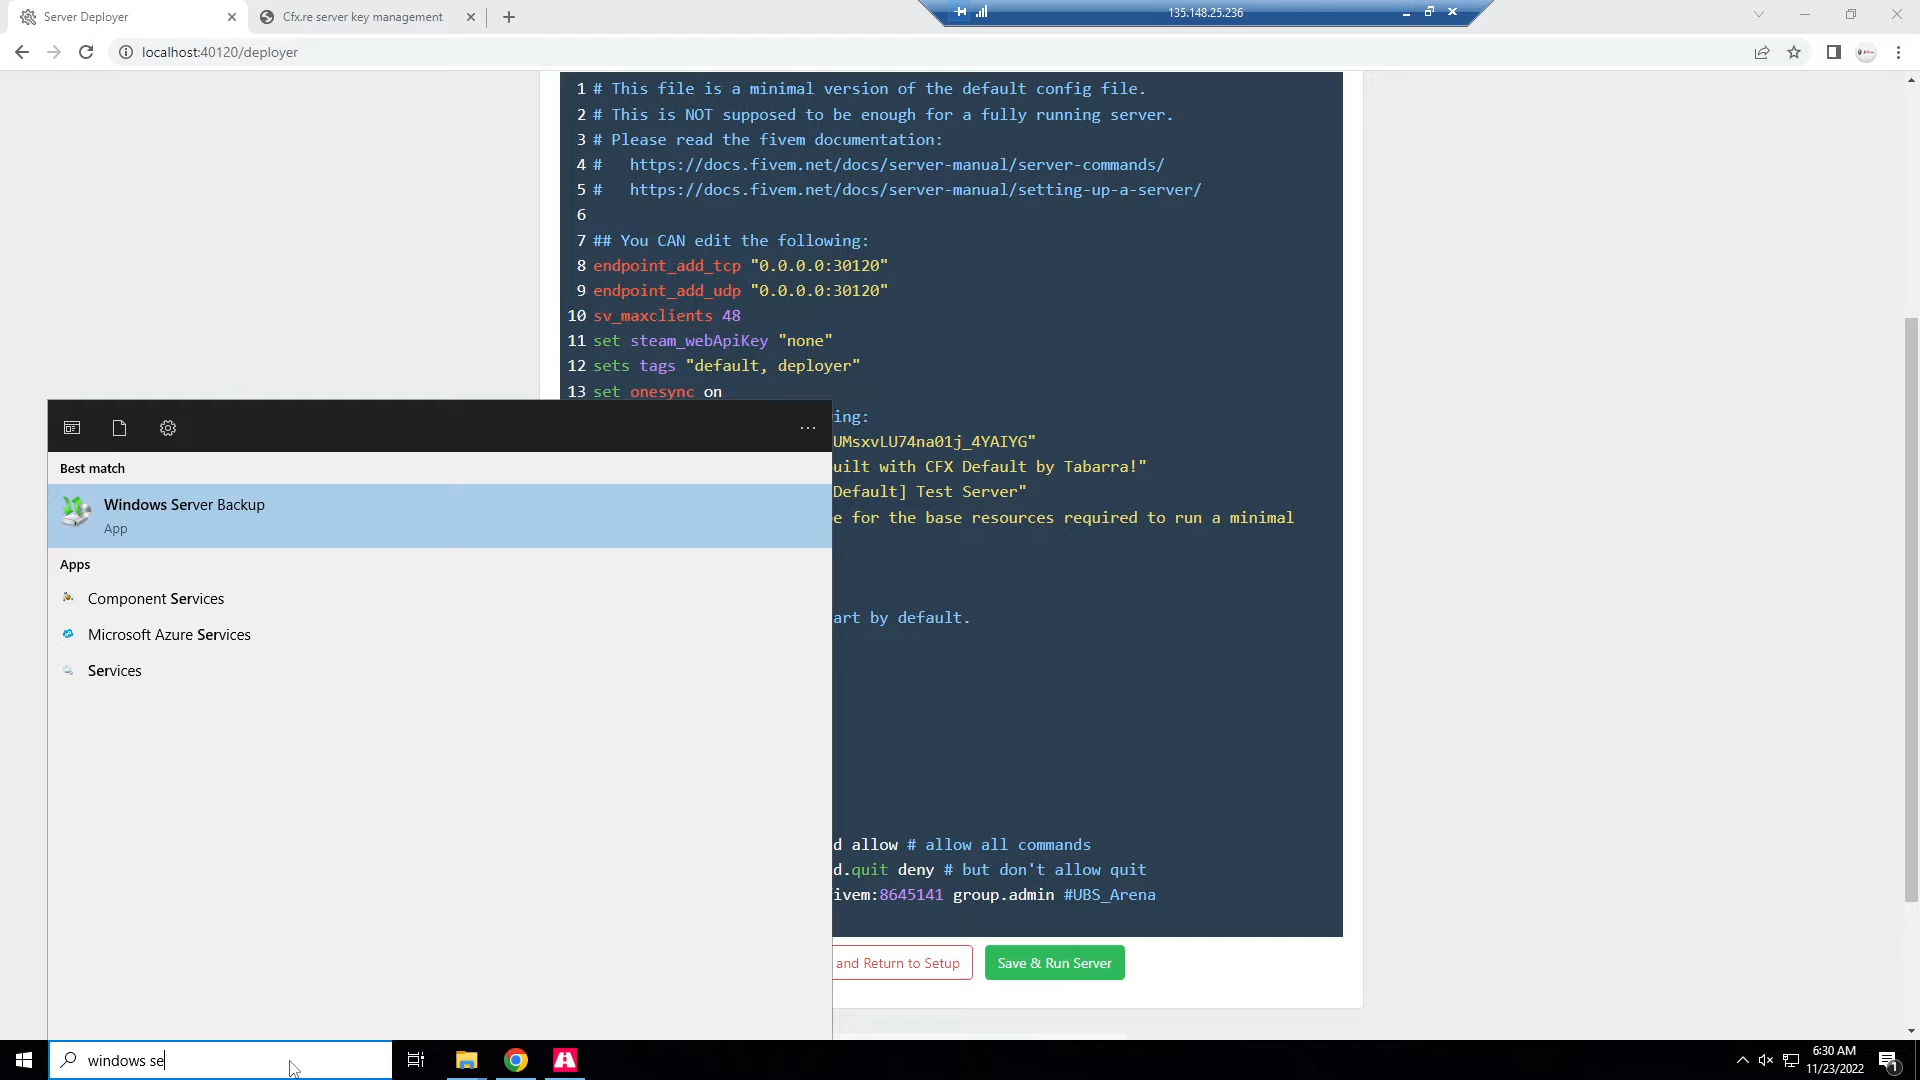 Server Deployer
Cfx.re server key management
135.148.25.236
localhost:40120/deployer
1 # This file is a minimal version of the default config file.
2 # This is NOT supposed to be enough for a fully running server.
3 # Please read the fivem documentation:
4 #   https://docs.fivem.net/docs/server-manual/server-commands/
5 #   https://docs.fivem.net/docs/server-manual/setting-up-a-server/
6
7 ## You CAN edit the following:
8 endpoint_add_tcp "0.0.0.0:30120"
9 endpoint_add_udp "0.0.0.0:30120"
10 sv_maxclients 48
11 set steam_webApiKey "none"
12 sets tags "default, deployer"
13 set onesync on
ing:
UMsxvLU74na01j_4YAIYG"
uilt with CFX Default by Tabarra!"
Default] Test Server"
e for the base resources required to run a minimal
art by default.
d allow # allow all commands
d.quit deny # but don't allow quit
ivem:8645141 group.admin #UBS_Arena
and Return to Setup
Save & Run Server
Best match
Windows Server Backup
App
Apps
Component Services
Microsoft Azure Services
Services
windows se
6:30 AM
11/23/2022
1